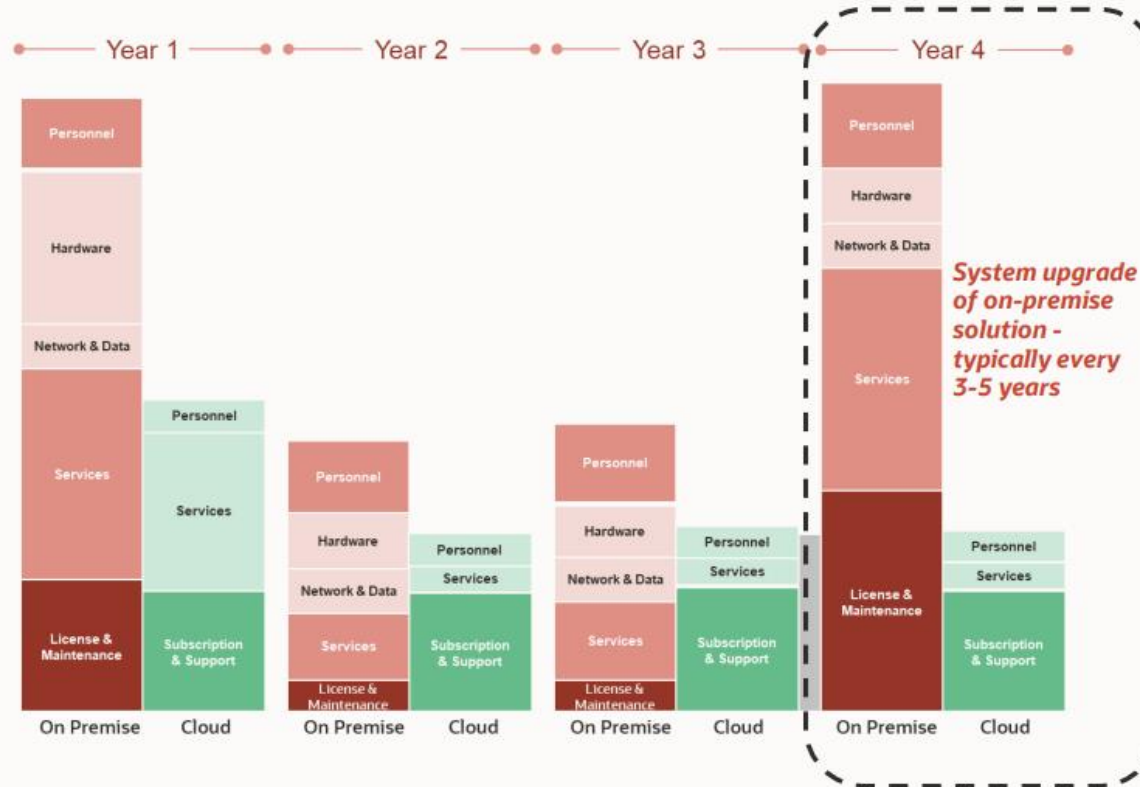 Year 1
Year 2
Year 3
Year 4
Personnel
Hardware
Network & Data
Services
License &
Maintenance
On Premise
Personnel
Services
Subscription
& Support
Cloud
Personnel
Hardware
Network & Data
Services
License &
Maintenance
On Premise
Personnel
Services
Subscription
& Support
Cloud
Personnel
Hardware
Network & Data
Services
License &
Maintenance
On Premise
Personnel
Services
Subscription
& Support
Cloud
Personnel
Hardware
Network & Data
Services
License &
Maintenance
On Premise
System upgrade
of on-premise
solution -
typically every
3-5 years
Personnel
Services
Subscription
& Support
Cloud